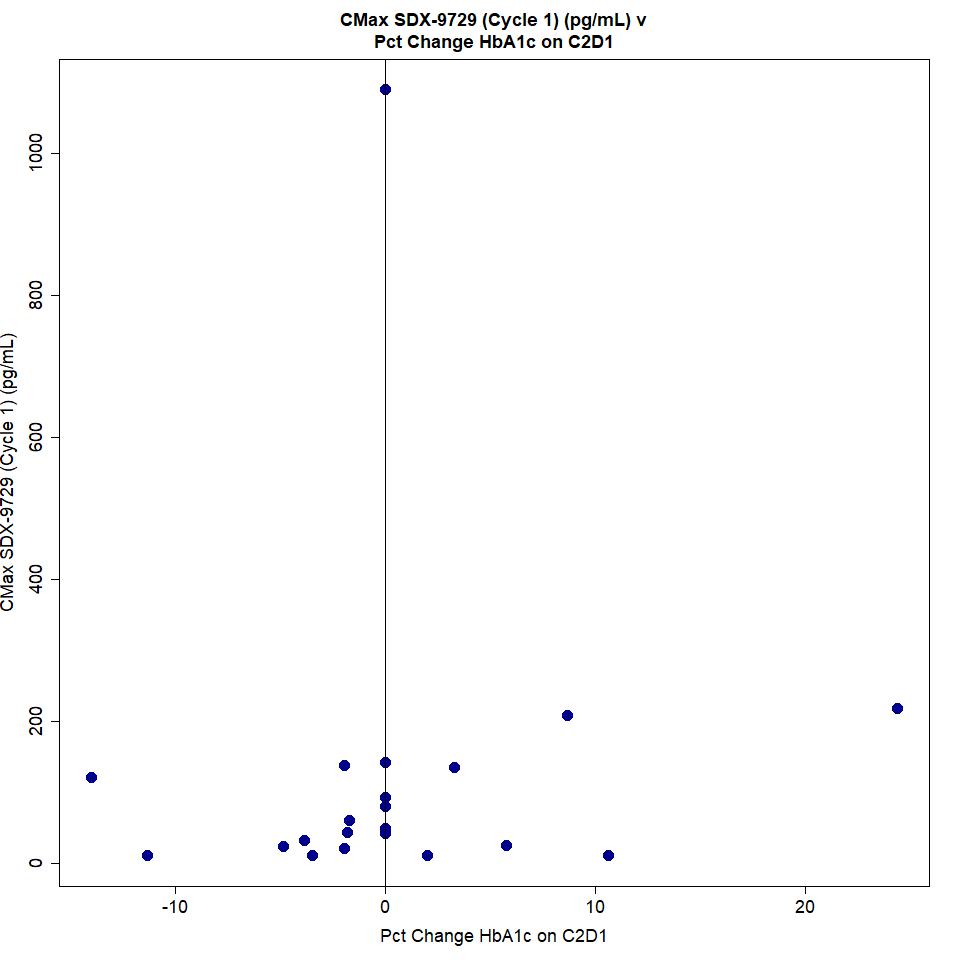 CMax SDX-9729 (Cycle 1) (pg/mL) v
Pct Change HbA1c on C2D1
1000
800
600
400
200
0
CMax SDX-9729 (Cycle 1) (pg/mL)
-10 0 10 20
Pct Change HbA1c on C2D1